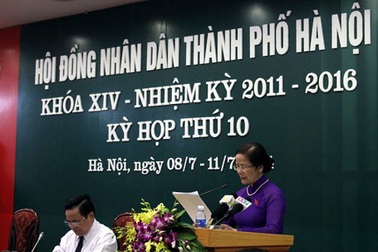 HỘI ĐỒNG NHÂN DÂN THÀNH PHỐ HÀ NỘI
KHÓA XIV - NHIỆM KỲ 2011 - 2016
KỲ HỌP THỨ 10
Hà Nội, ngày 08/7 - 11/7